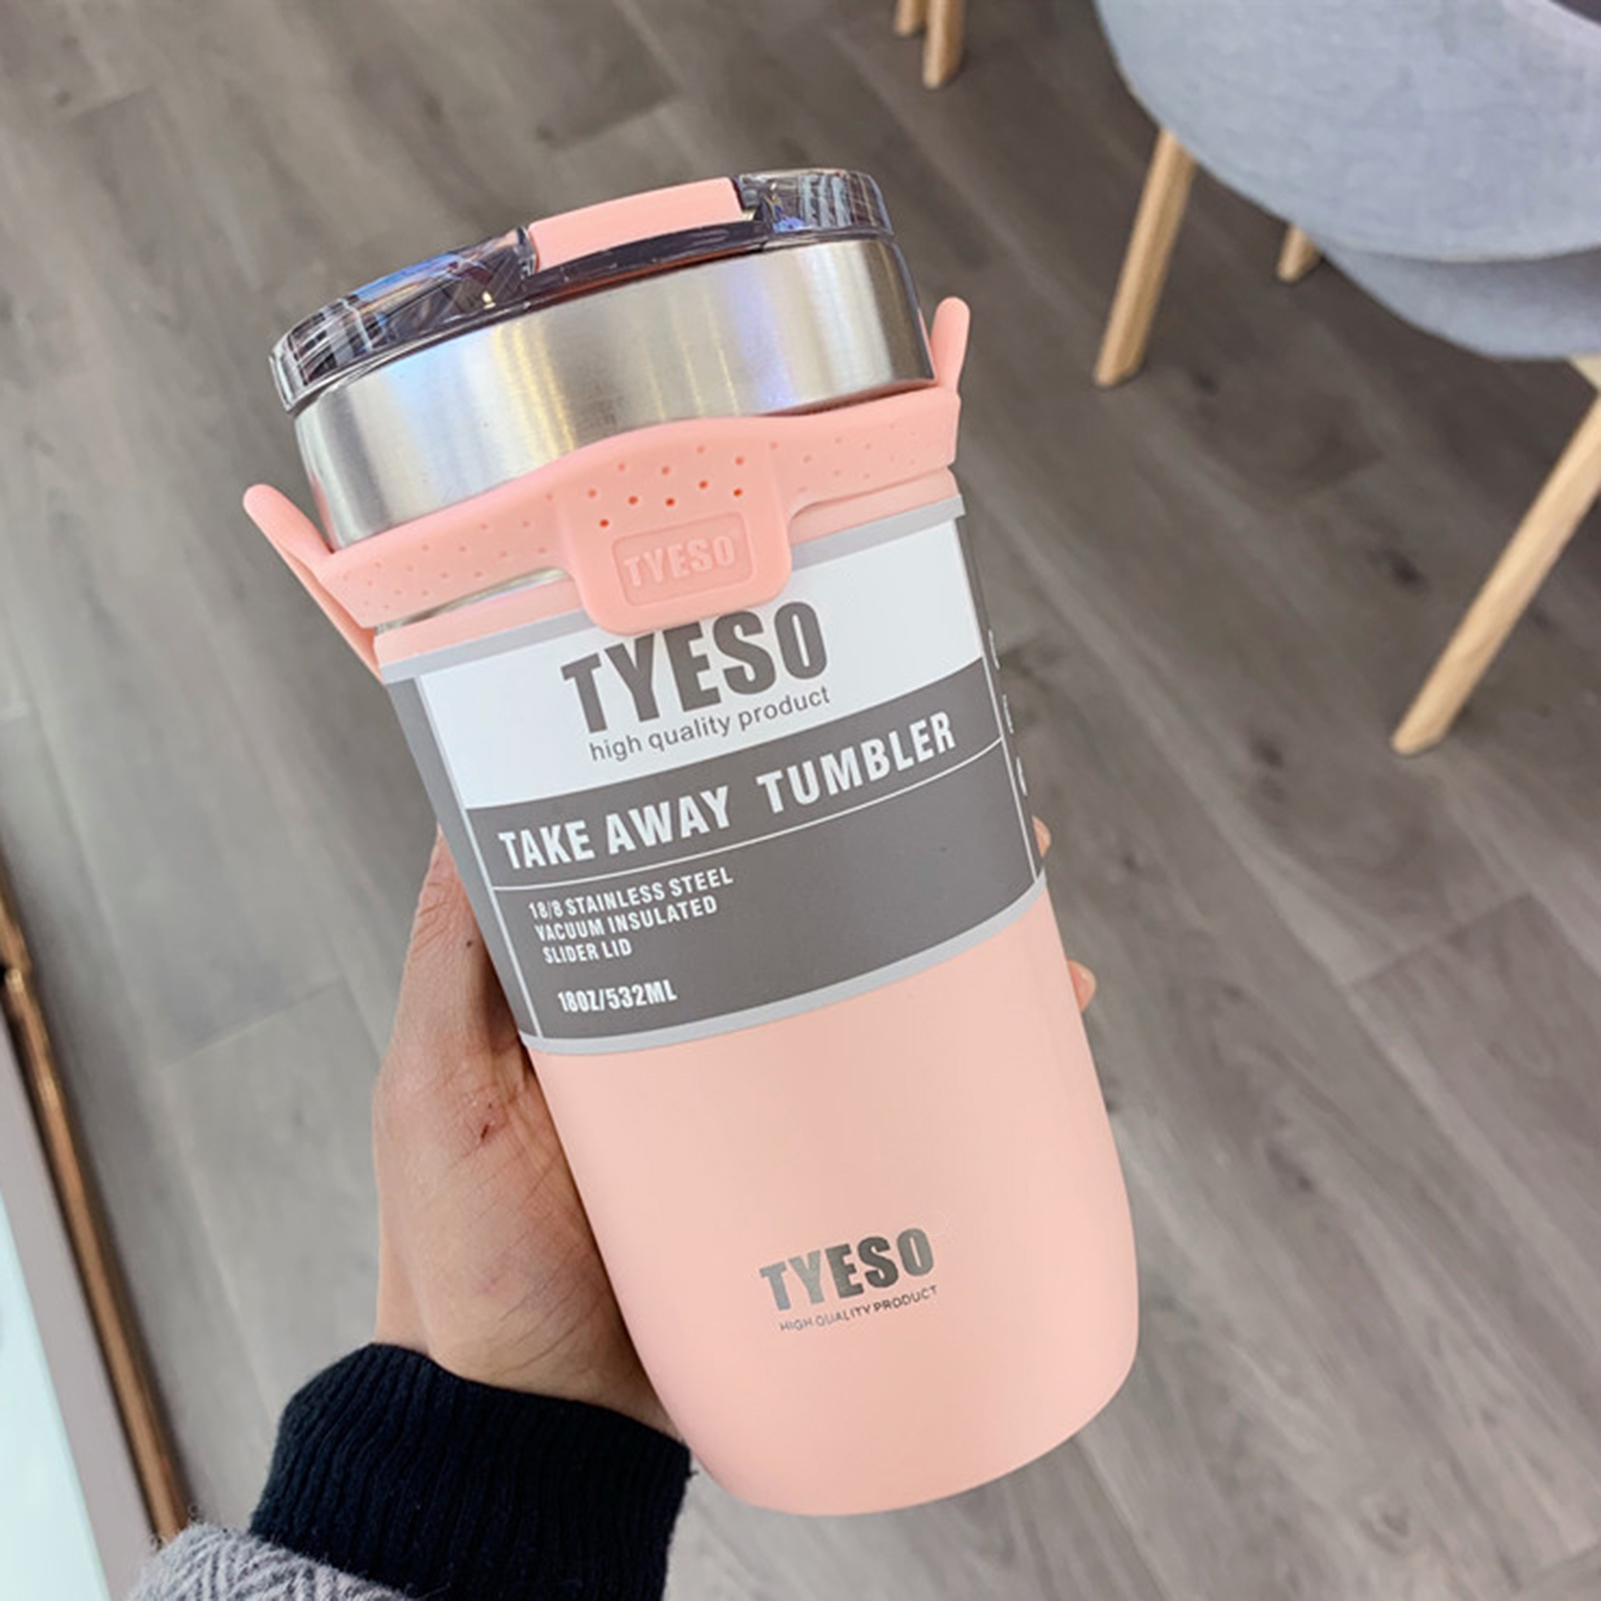 TYESO
TYESO
high quality product
TAKE AWAY TUMBLER
18/8 STAINLESS STEEL
VACUUM INSULATED
SLIDER LID
18OZ/532ML
TYESO
HIGH QUALITY PRODUCT